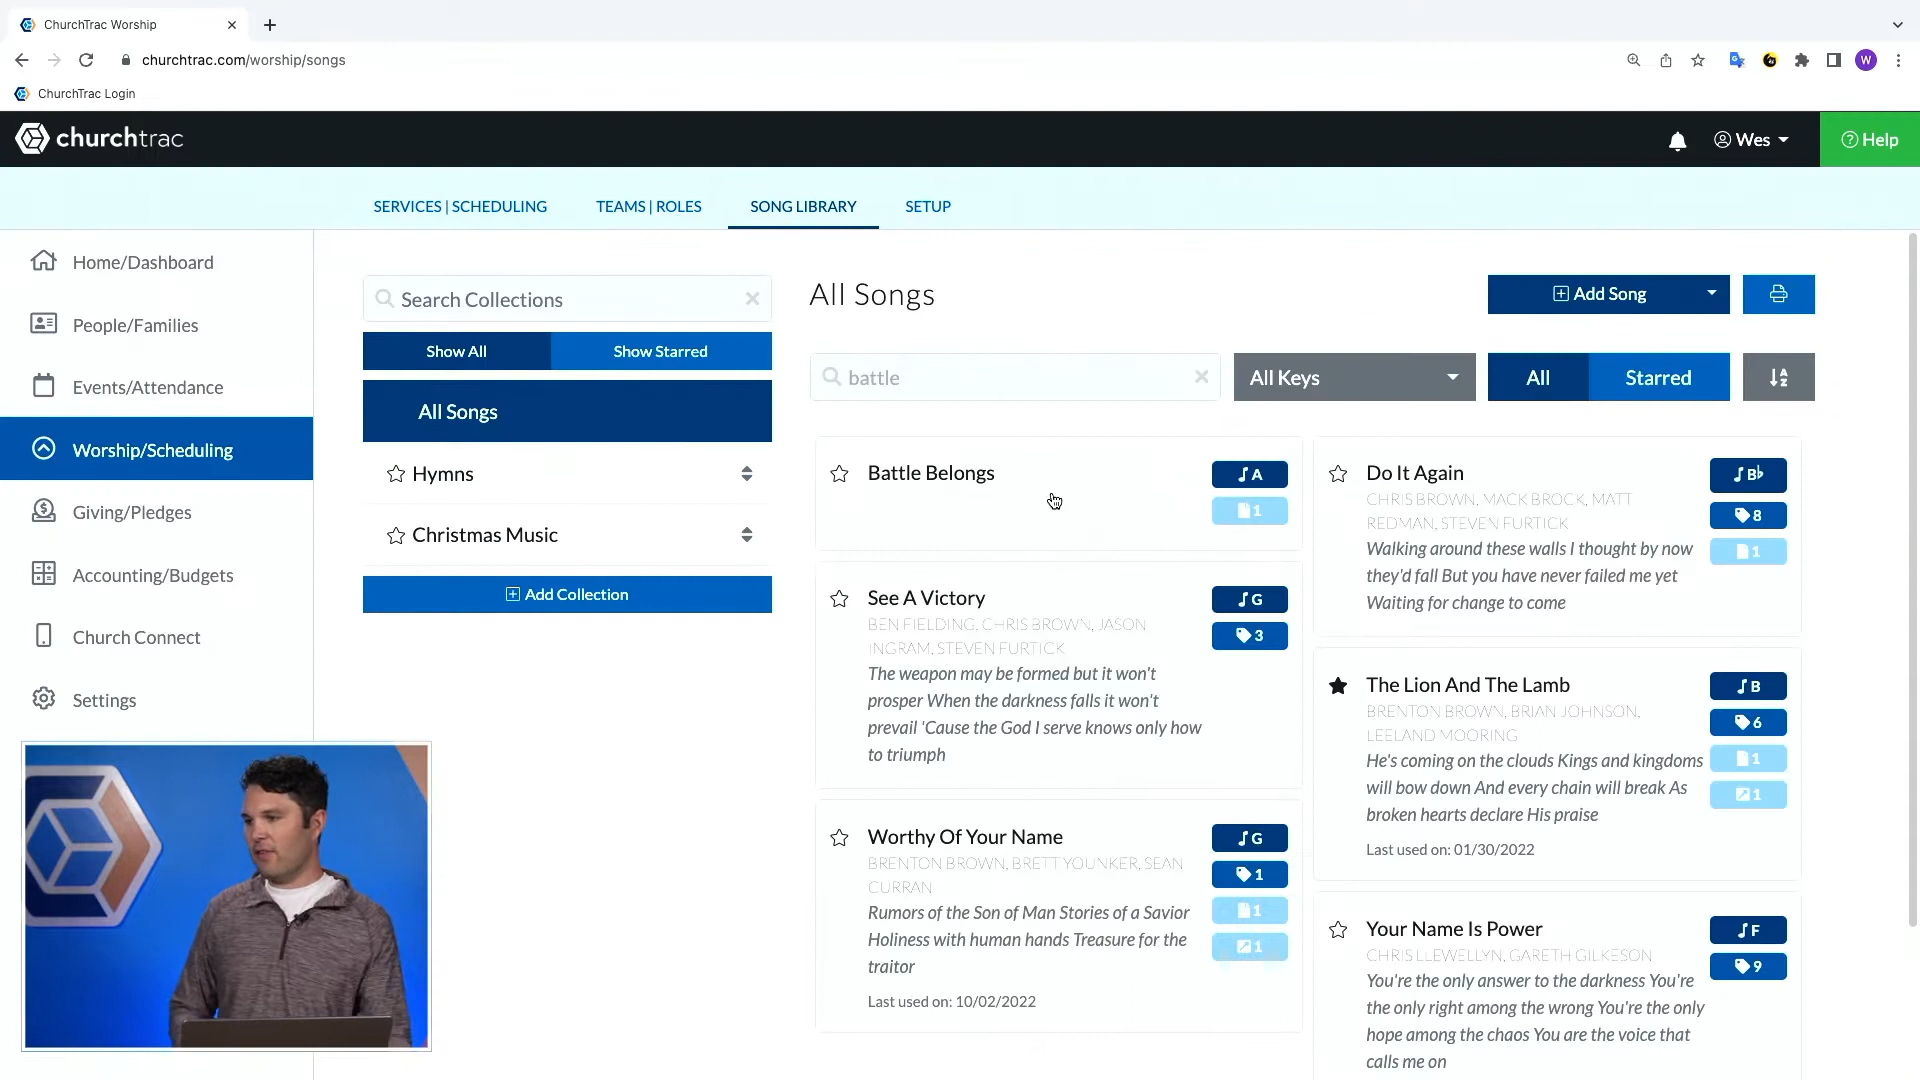 ChurchTrac Worship
churchtrac.com/worship/songs
W
ChurchTrac Login
churchtrac
Wes
Help
SERVICES | SCHEDULING
TEAMS | ROLES
SONG LIBRARY
SETUP
Home/Dashboard
People/Families
Events/Attendance
Worship/Scheduling
Giving/Pledges
Accounting/Budgets
Church Connect
Settings
Search Collections
Show All
Show Starred
All Songs
Hymns
Christmas Music
Add Collection
All Songs
Add Song
battle
All Keys
All
Starred
Battle Belongs
A
1
See A Victory
G
3
BEN FIELDING, CHRIS BROWN, JASON
INGRAM, STEVEN FURTICK
The weapon may be formed but it won't
prosper When the darkness falls it won't
prevail 'Cause the God I serve knows only how
to triumph
Worthy Of Your Name
G
1
1
1
BRENTON BROWN, BRETT YOUNKER, SEAN
CURRAN
Rumors of the Son of Man Stories of a Savior
Holiness with human hands Treasure for the
traitor
Last used on: 10/02/2022
Do It Again
B♭
8
1
CHRIS BROWN, MACK BROCK, MATT
REDMAN, STEVEN FURTICK
Walking around these walls I thought by now
they'd fall But you have never failed me yet
Waiting for change to come
The Lion And The Lamb
B
6
1
1
BRENTON BROWN, BRIAN JOHNSON,
LEELAND MOORING
He's coming on the clouds Kings and kingdoms
will bow down And every chain will break As
broken hearts declare His praise
Last used on: 01/30/2022
Your Name Is Power
F
9
CHRIS LLEWELLYN, GARETH GILKESON
You're the only answer to the darkness You're
the only right among the wrong You're the only
hope among the chaos You are the voice that
calls me on